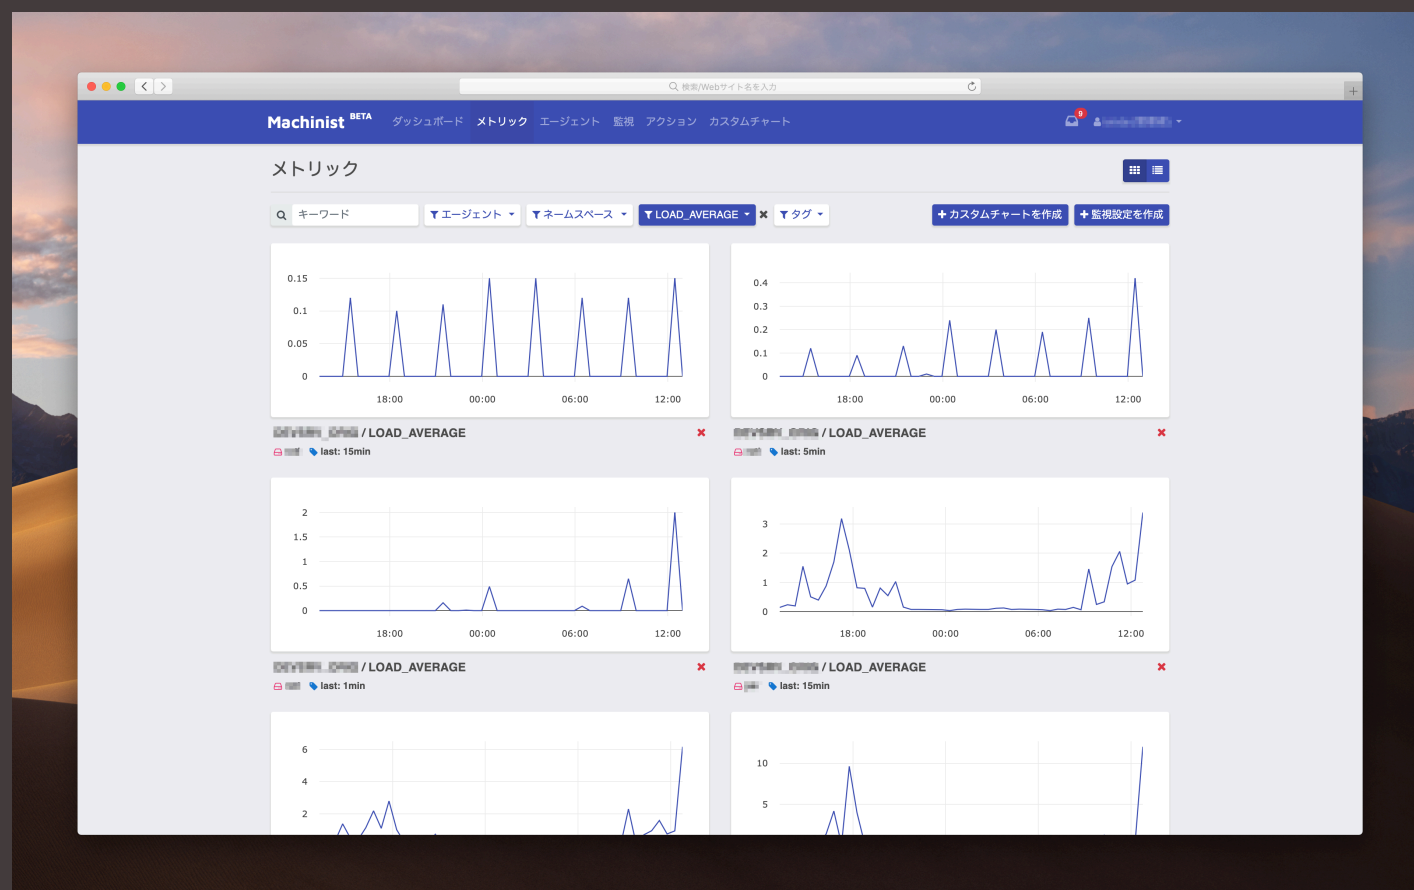 検索/Webサイト名を入力
Machinist BETA ダッシュボード メトリック エージェント 監視 アクション カスタムチャート 9
メトリック
キーワード エージェント ネームスペース LOAD_AVERAGE タグ カスタムチャートを作成 監視設定を作成
0.15
0.1
0.05
0
18:00 00:00 06:00 12:00
/ LOAD_AVERAGE
last: 15min
0.4
0.3
0.2
0.1
0
18:00 00:00 06:00 12:00
/ LOAD_AVERAGE
last: 5min
2
1.5
1
0.5
0
18:00 00:00 06:00 12:00
/ LOAD_AVERAGE
last: 1min
3
2
1
0
18:00 00:00 06:00 12:00
/ LOAD_AVERAGE
last: 15min
6
4
2
10
5